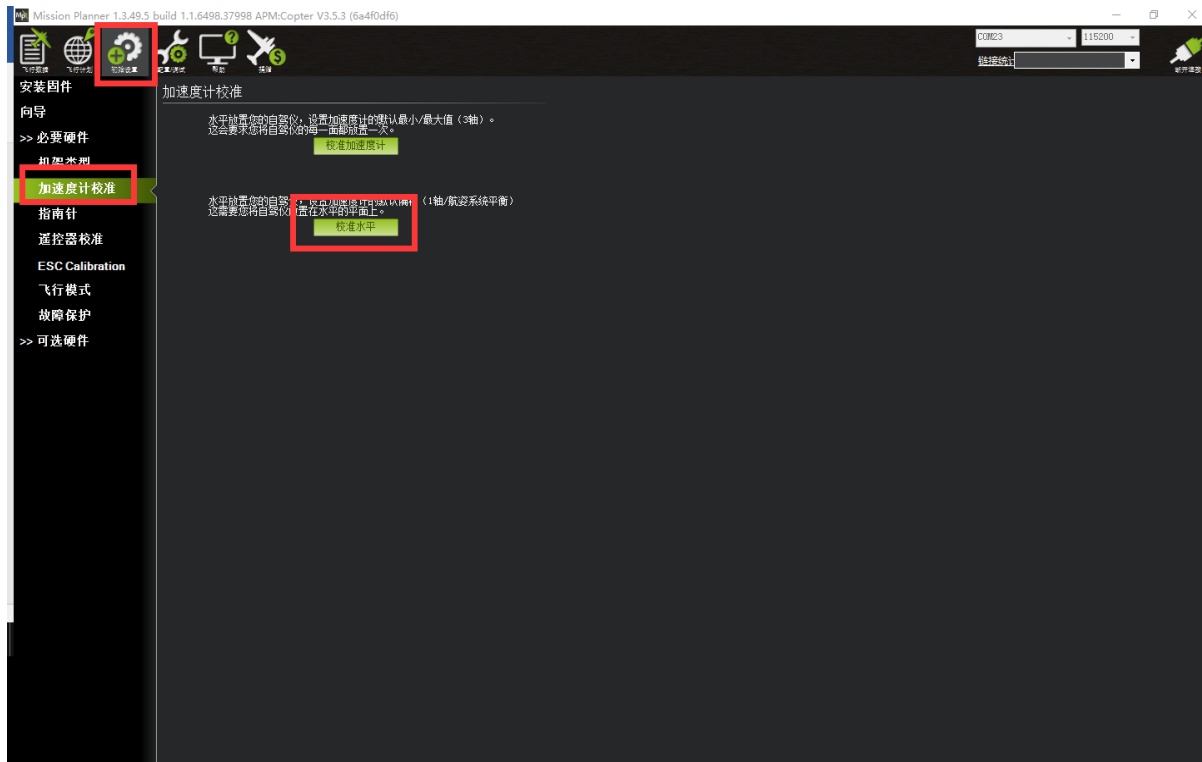 Mission Planner 1.3.49.5 build 1.1.6498.37998 APM:Copter V3.5.3 (6a4f0df6)
飞行数据
飞行计划
初始设置
配置/调试
帮助
捐赠
COM23
115200
链接统计
断开连接
安装固件
向导
>> 必要硬件
机架类型
加速度计校准
指南针
遥控器校准
ESC Calibration
飞行模式
故障保护
>> 可选硬件
加速度计校准
水平放置您的自驾仪，设置加速度计的默认最小/最大值（3轴）。
这会要求您将自驾仪的每一面都放置一次。
校准加速度计
水平放置您的自驾仪，设置加速度计的默认偏移（1轴/航姿系统平衡）
这需要您将自驾仪放置在水平的平面上。
校准水平